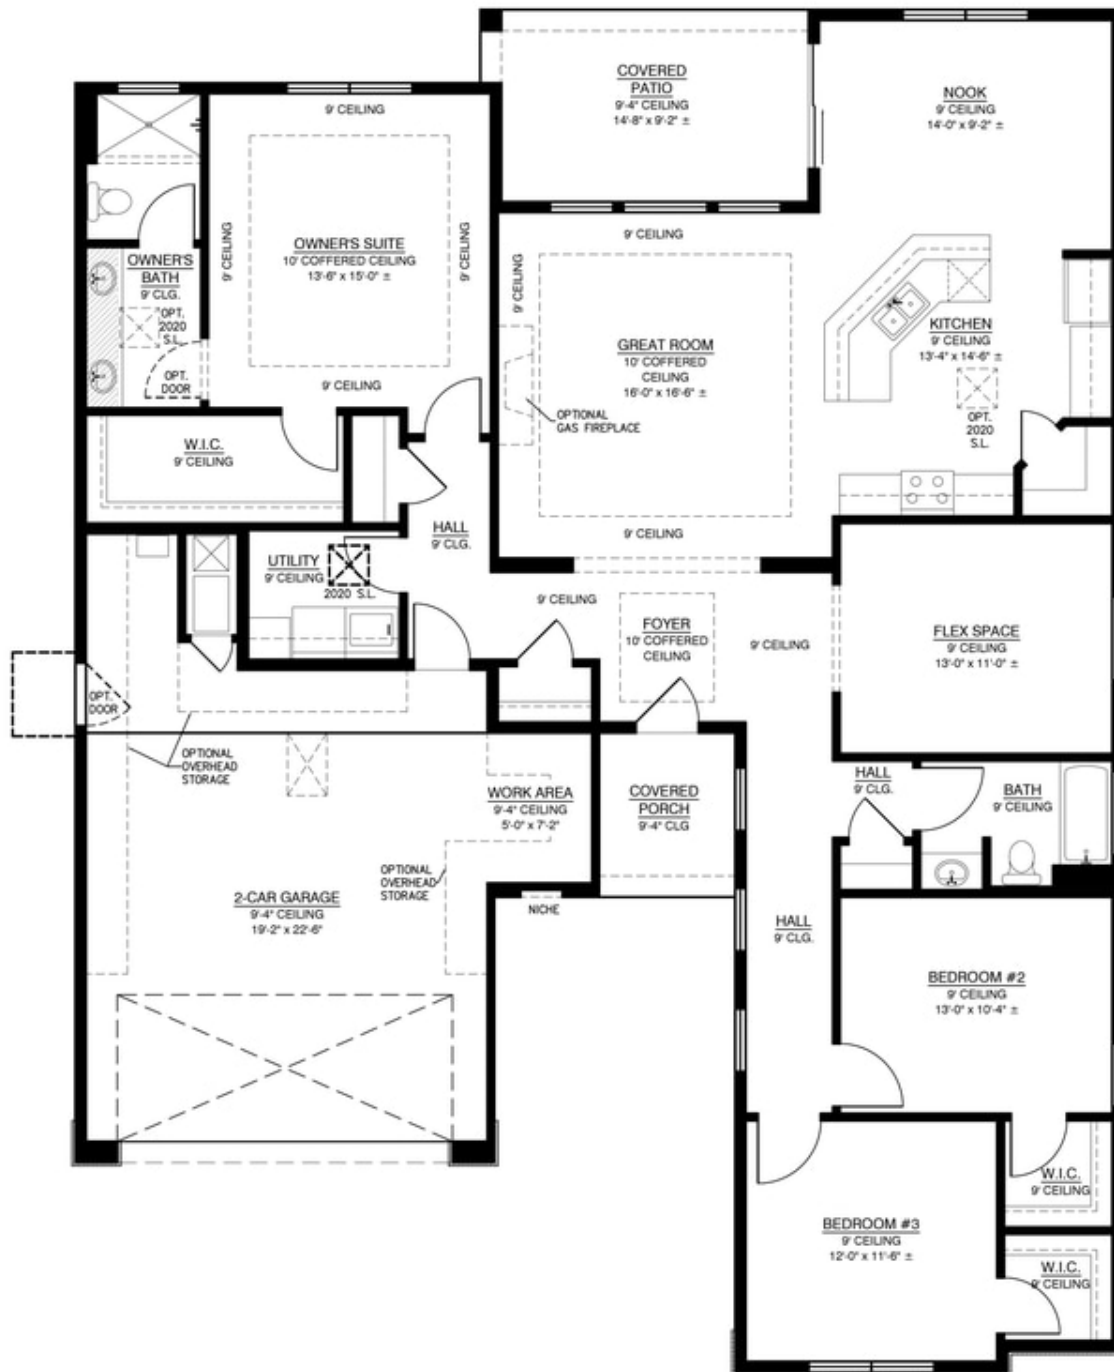 COVERED
PATIO
9'-4" CEILING
14'-8" x 9'-2" ±
NOOK
9' CEILING
14'-0" x 9'-2" ±
9' CEILING
OWNER'S SUITE
10' COFFERED CEILING
13'-6" x 15'-0" ±
9' CEILING
9' CEILING
9' CEILING
OWNER'S
BATH
9' CLG.
OPT.
2020
S.L.
OPT.
DOOR
9' CEILING
9' CEILING
GREAT ROOM
10' COFFERED
CEILING
16'-0" x 16'-6" ±
OPTIONAL
GAS FIREPLACE
9' CEILING
KITCHEN
9' CEILING
13'-4" x 14'-6" ±
OPT.
2020
S.L.
W.I.C.
9' CEILING
HALL
9' CLG.
UTILITY
9' CEILING
2020 S.L.
9' CEILING
FOYER
10' COFFERED
CEILING
9' CEILING
FLEX SPACE
9' CEILING
13'-0" x 11'-0" ±
OPT.
DOOR
OPTIONAL
OVERHEAD
STORAGE
WORK AREA
9'-4" CEILING
5'-0" x 7'-2"
COVERED
PORCH
9'-4" CLG
HALL
9' CLG.
BATH
9' CEILING
OPTIONAL
OVERHEAD
STORAGE
2-CAR GARAGE
9'-4" CEILING
19'-2" x 22'-6"
NICHE
HALL
9' CLG.
BEDROOM #2
9' CEILING
13'-0" x 10'-4" ±
W.I.C.
9' CEILING
BEDROOM #3
9' CEILING
12'-0" x 11'-6" ±
W.I.C.
9' CEILING